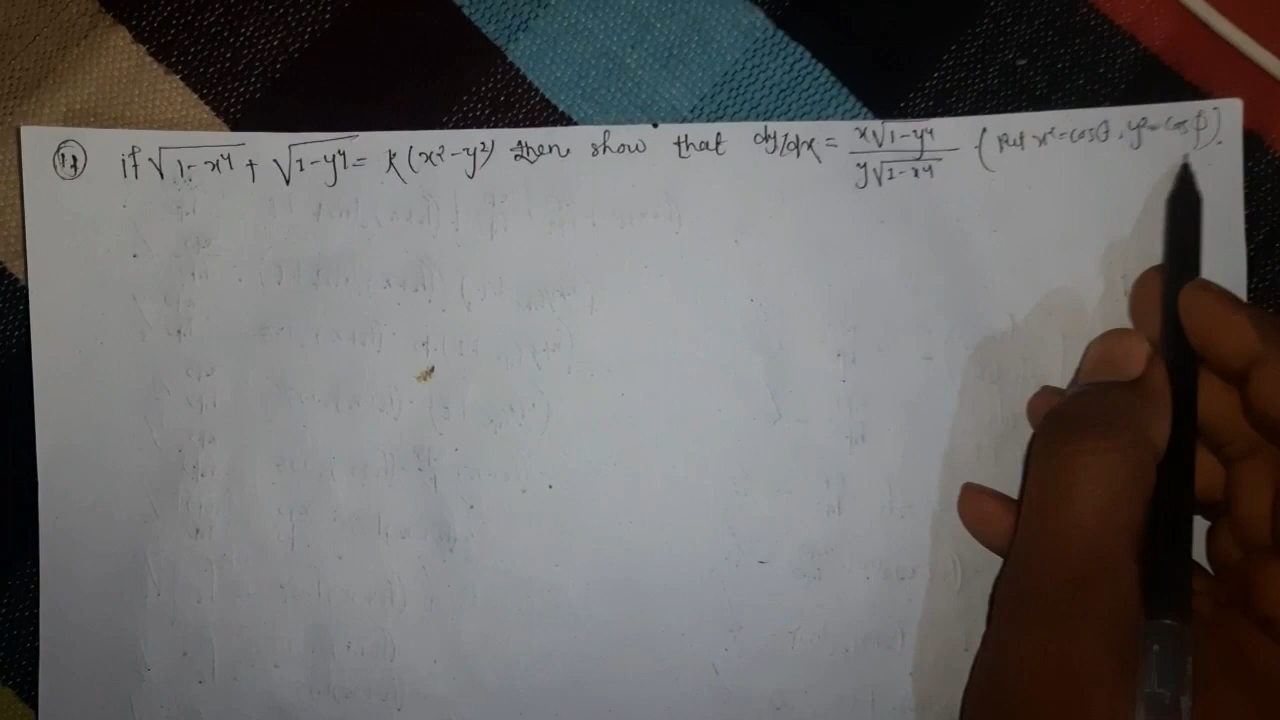 11) if √1-x⁴ + √1-y⁴ = K(x²-y²) then show that dy/dx = x√1-y⁴ / y√1-x⁴ (Put x²=cosθ, y²=cosβ).